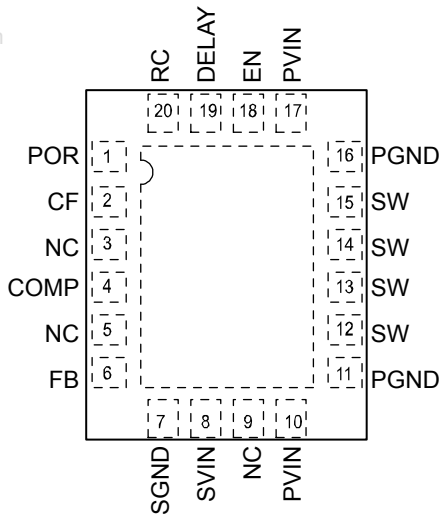 RC DELAY EN PVIN
20 19 18 17
POR 1 16 PGND
CF 2 15 SW
NC 3 14 SW
COMP 4 13 SW
NC 5 12 SW
FB 6 11 PGND
7 8 9 10
SGND SVIN NC PVIN